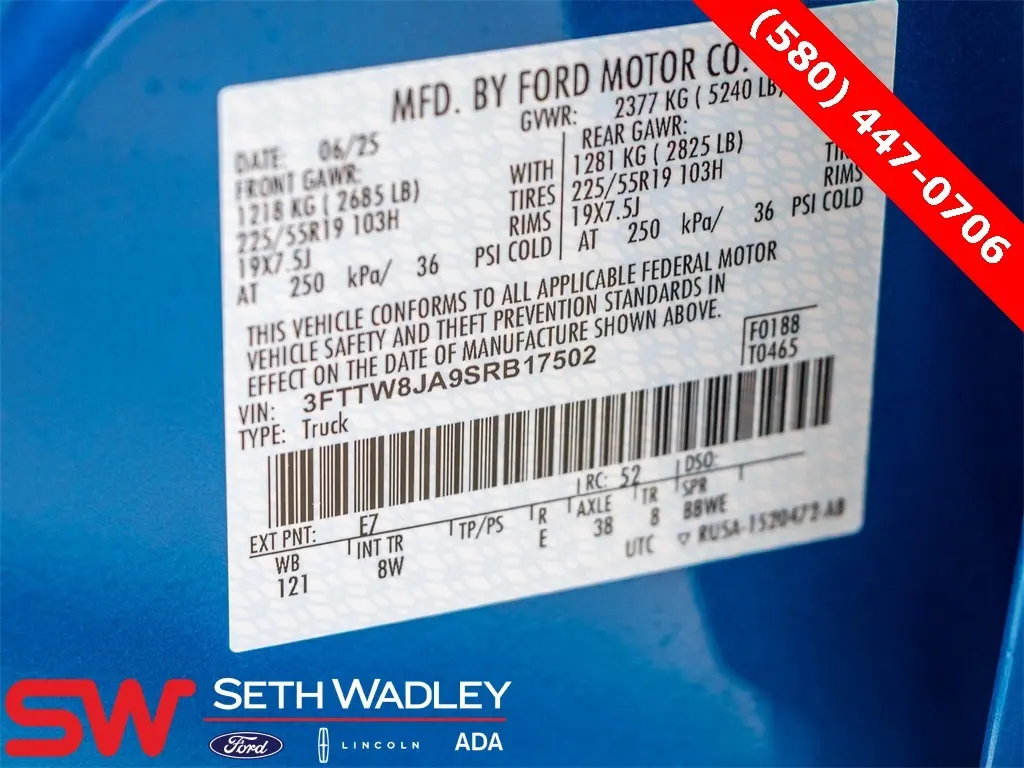 (580) 447-0706
MFD. BY FORD MOTOR CO.
DATE: 06/25
GVWR: 2377 KG ( 5240 LB)
FRONT GAWR:
1218 KG ( 2685 LB)
225/55R19 103H
19X7.5J
AT 250 kPa/ 36 PSI COLD
WITH
TIRES
RIMS
REAR GAWR:
1281 KG ( 2825 LB)
225/55R19 103H
19X7.5J
AT 250 kPa/ 36 PSI COLD
RIMS
THIS VEHICLE CONFORMS TO ALL APPLICABLE FEDERAL MOTOR
VEHICLE SAFETY AND THEFT PREVENTION STANDARDS IN
EFFECT ON THE DATE OF MANUFACTURE SHOWN ABOVE.
F0188
T0465
VIN: 3FTTW8JA9SRB17502
TYPE: Truck
EXT PNT: EZ
RC: 52
DSO:
WB
121
INT TR
8W
TP/PS
R
E
AXLE
38
TR
8
SPR
BBWE
UTC
RU5A-1520472-AB
SW
SETH WADLEY
Ford
LINCOLN
ADA